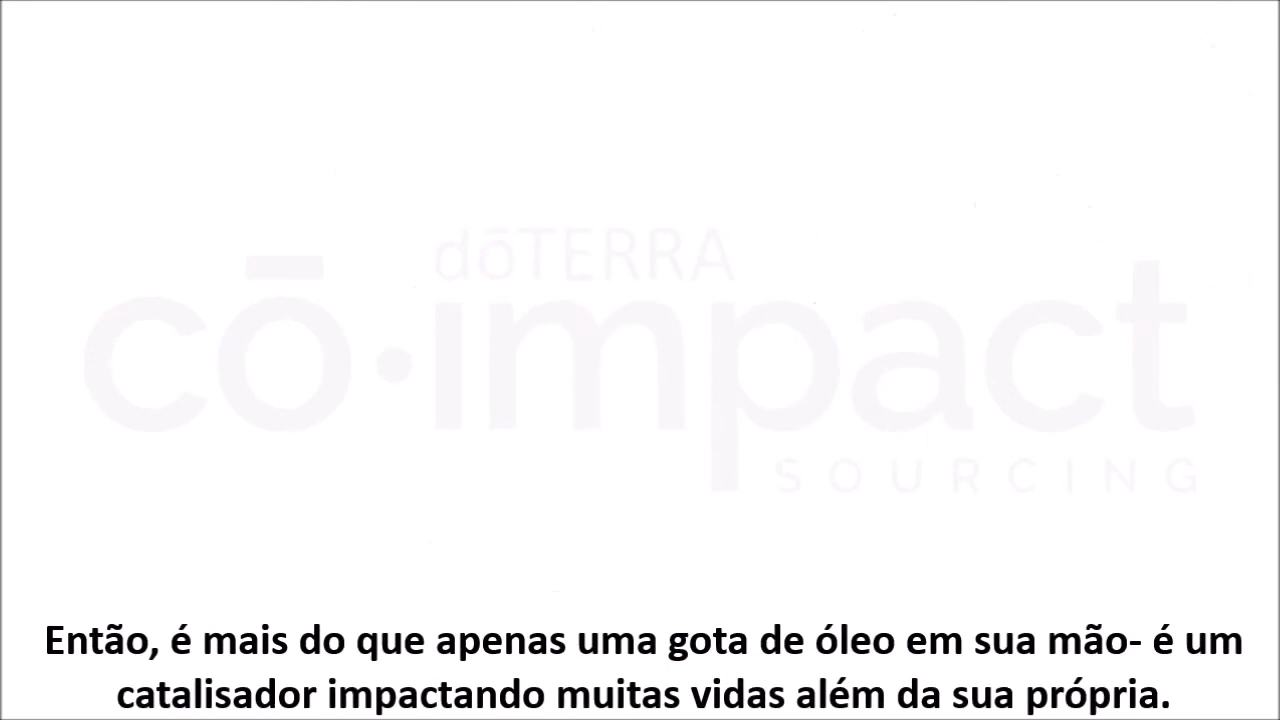 dōTERRA
cō•impact
SOURCING
Então, é mais do que apenas uma gota de óleo em sua mão- é um
catalisador impactando muitas vidas além da sua própria.